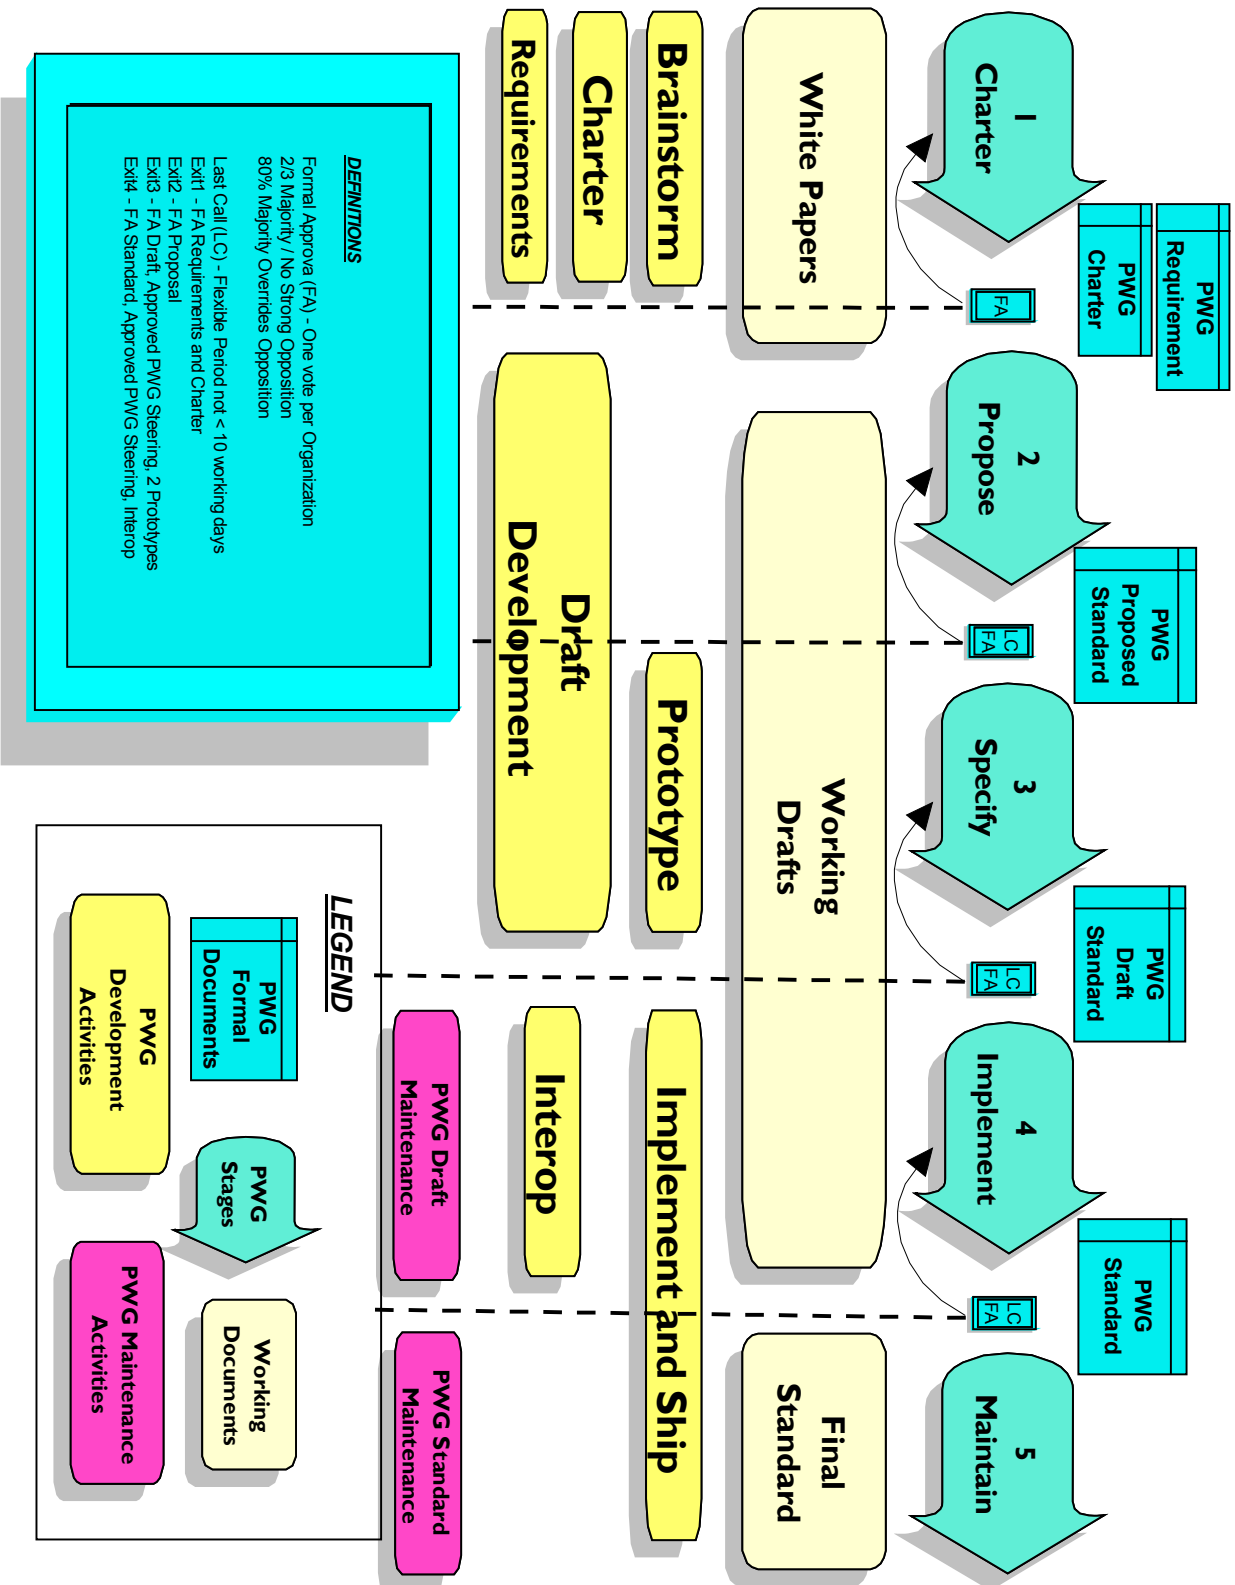 PWG
Requirement
PWG
Charter
PWG
Proposed
Standard
PWG
Draft
Standard
PWG
Standard
1
Charter
2
Propose
3
Specify
4
Implement
5
Maintain
FA
LC
FA
LC
FA
LC
FA
White Papers
Working
Drafts
Final
Standard
Brainstorm
Charter
Requirements
Prototype
Draft
Development
Implement and Ship
Interop
PWG Draft
Maintenance
PWG Standard
Maintenance
DEFINITIONS
Formal Approva (FA) - One vote per Organization
2/3 Majority / No Strong Opposition
80% Majority Overrides Opposition
Last Call (LC) - Flexible Period not < 10 working days
Exit1 - FA Requirements and Charter
Exit2 - FA Proposal
Exit3 - FA Draft, Approved PWG Steering, 2 Prototypes
Exit4 - FA Standard, Approved PWG Steering, Interop
LEGEND
PWG
Formal
Documents
PWG
Stages
Working
Documents
PWG
Development
Activities
PWG Maintenance
Activities